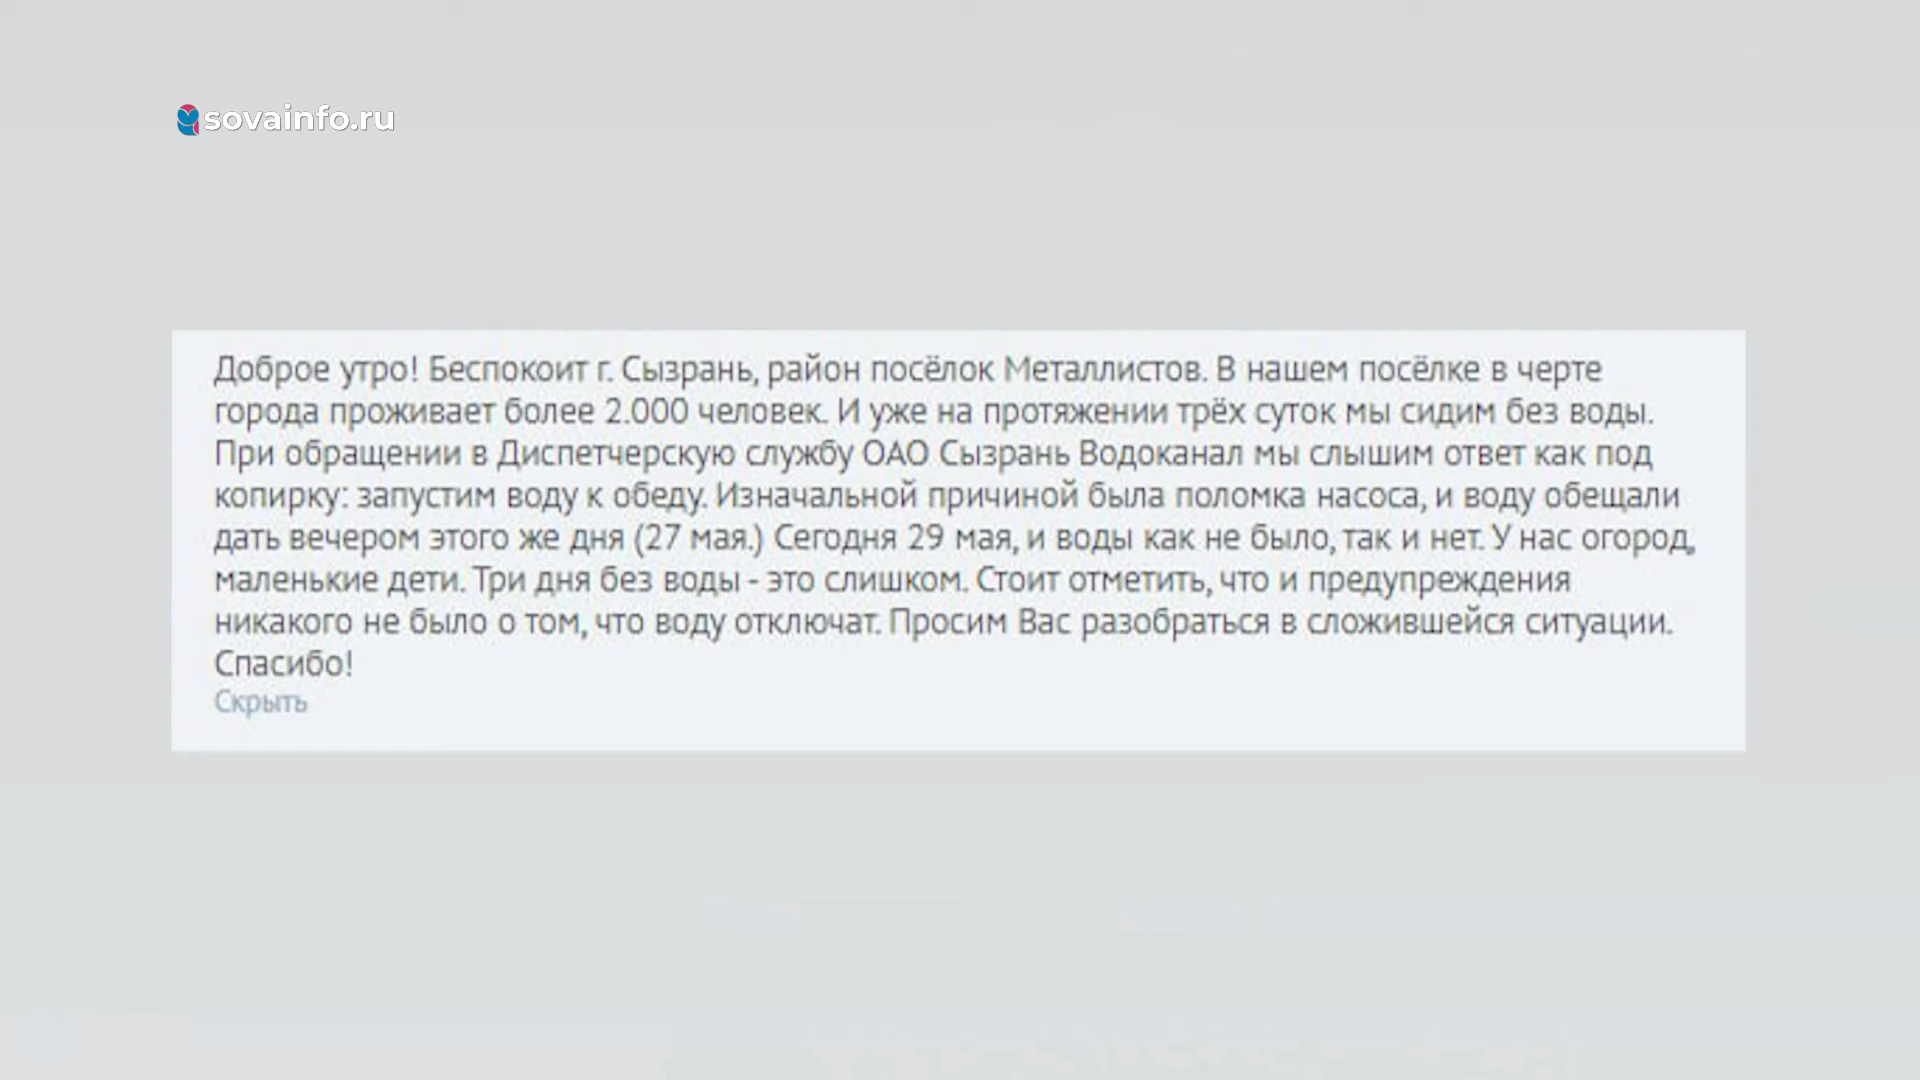 sovainfo.ru
Доброе утро! Беспокоит г. Сызрань, район посёлок Металлистов. В нашем посёлке в черте
города проживает более 2.000 человек. И уже на протяжении трёх суток мы сидим без воды.
При обращении в Диспетчерскую службу ОАО Сызрань Водоканал мы слышим ответ как под
копирку: запустим воду к обеду. Изначальной причиной была поломка насоса, и воду обещали
дать вечером этого же дня (27 мая.) Сегодня 29 мая, и воды как не было, так и нет. У нас огород,
маленькие дети. Три дня без воды - это слишком. Стоит отметить, что и предупреждения
никакого не было о том, что воду отключат. Просим Вас разобраться в сложившейся ситуации.
Спасибо!
Скрыть